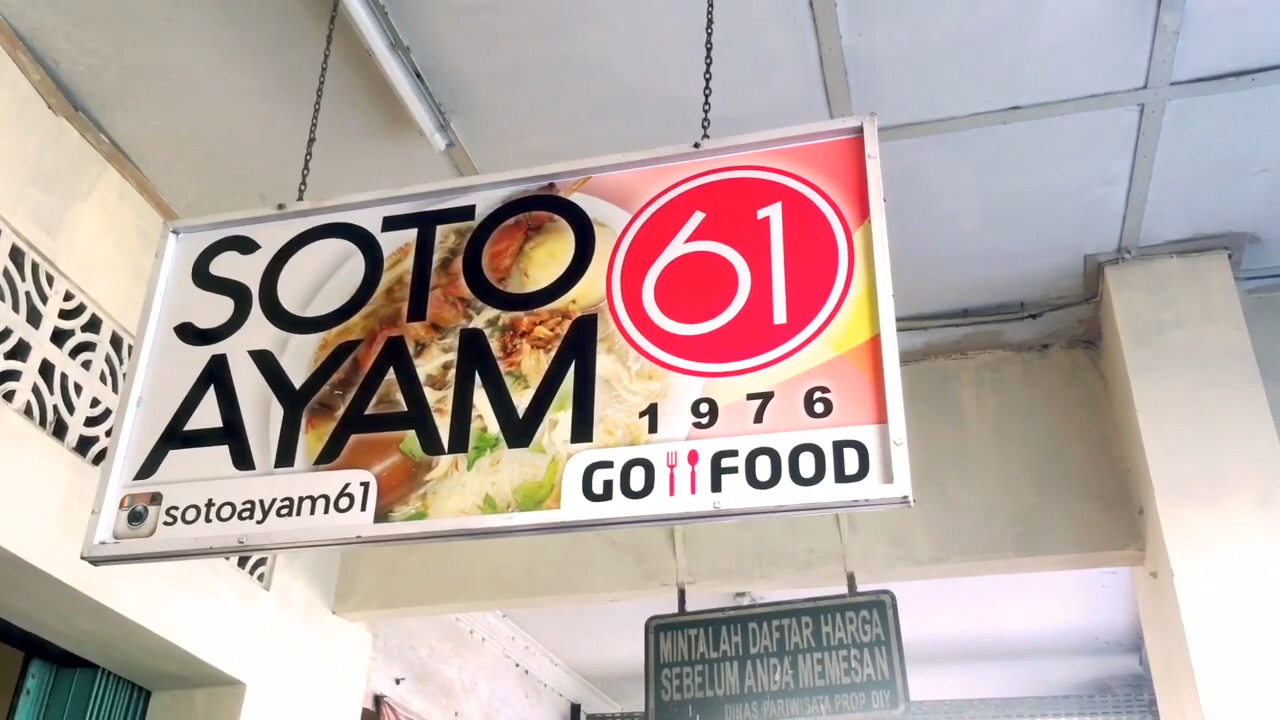 SOTO
AYAM
61
1976
sotoayam61
GO FOOD
MINTALAH DAFTAR HARGA
SEBELUM ANDA MEMESAN
DINAS PARIWISATA PROP DIY